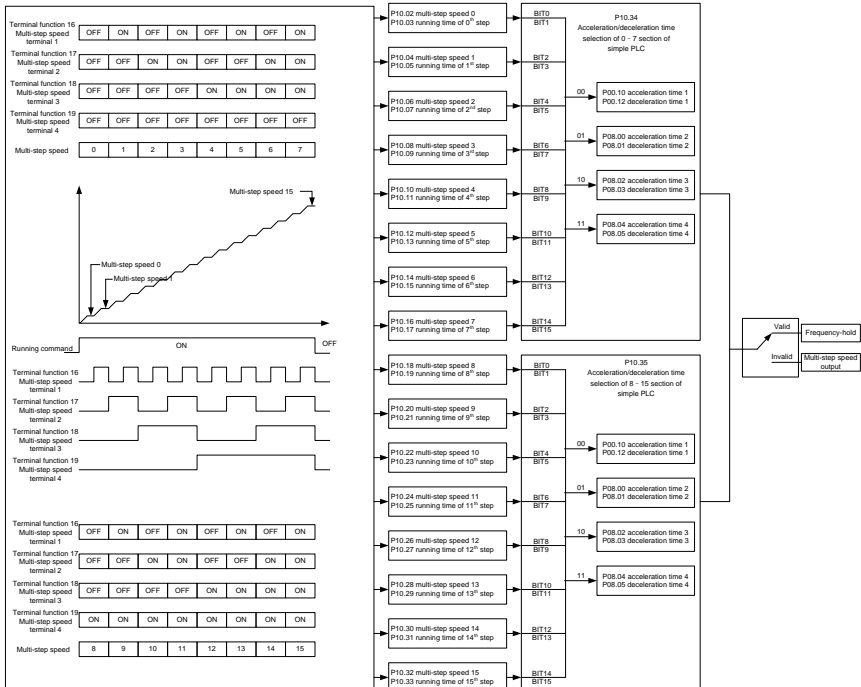 Terminal function 16
Multi-step speed
terminal 1
OFF ON OFF ON OFF ON OFF ON
Terminal function 17
Multi-step speed
terminal 2
OFF OFF ON ON OFF OFF ON ON
Terminal function 18
Multi-step speed
terminal 3
OFF OFF OFF OFF ON ON ON ON
Terminal function 19
Multi-step speed
terminal 4
OFF OFF OFF OFF OFF OFF OFF OFF
Multi-step speed
0 1 2 3 4 5 6 7
Multi-step speed 15
Multi-step speed 0
Multi-step speed 1
Running command
ON
OFF
Terminal function 16
Multi-step speed
terminal 1
Terminal function 17
Multi-step speed
terminal 2
Terminal function 18
Multi-step speed
terminal 3
Terminal function 19
Multi-step speed
terminal 4
Terminal function 16
Multi-step speed
terminal 1
OFF ON OFF ON OFF ON OFF ON
Terminal function 17
Multi-step speed
terminal 2
OFF OFF ON ON OFF OFF ON ON
Terminal function 18
Multi-step speed
terminal 3
OFF OFF OFF OFF ON ON ON ON
Terminal function 19
Multi-step speed
terminal 4
ON ON ON ON ON ON ON ON
Multi-step speed
8 9 10 11 12 13 14 15
P10.02 multi-step speed 0
P10.03 running time of 0th step
P10.04 multi-step speed 1
P10.05 running time of 1st step
P10.06 multi-step speed 2
P10.07 running time of 2nd step
P10.08 multi-step speed 3
P10.09 running time of 3rd step
P10.10 multi-step speed 4
P10.11 running time of 4th step
P10.12 multi-step speed 5
P10.13 running time of 5th step
P10.14 multi-step speed 6
P10.15 running time of 6th step
P10.16 multi-step speed 7
P10.17 running time of 7th step
P10.18 multi-step speed 8
P10.19 running time of 8th step
P10.20 multi-step speed 9
P10.21 running time of 9th step
P10.22 multi-step speed 10
P10.23 running time of 10th step
P10.24 multi-step speed 11
P10.25 running time of 11th step
P10.26 multi-step speed 12
P10.27 running time of 12th step
P10.28 multi-step speed 13
P10.29 running time of 13th step
P10.30 multi-step speed 14
P10.31 running time of 14th step
P10.32 multi-step speed 15
P10.33 running time of 15th step
BIT0
BIT1
BIT2
BIT3
BIT4
BIT5
BIT6
BIT7
BIT8
BIT9
BIT10
BIT11
BIT12
BIT13
BIT14
BIT15
P10.34
Acceleration/deceleration time
selection of 0 - 7 section of
simple PLC
00
P00.10 acceleration time 1
P00.12 deceleration time 1
01
P08.00 acceleration time 2
P08.01 deceleration time 2
10
P08.02 acceleration time 3
P08.03 deceleration time 3
11
P08.04 acceleration time 4
P08.05 deceleration time 4
BIT0
BIT1
BIT2
BIT3
BIT4
BIT5
BIT6
BIT7
BIT8
BIT9
BIT10
BIT11
BIT12
BIT13
BIT14
BIT15
P10.35
Acceleration/deceleration time
selection of 8 - 15 section of
simple PLC
00
P00.10 acceleration time 1
P00.12 deceleration time 1
01
P08.00 acceleration time 2
P08.01 deceleration time 2
10
P08.02 acceleration time 3
P08.03 deceleration time 3
11
P08.04 acceleration time 4
P08.05 deceleration time 4
Valid
Frequency-hold
Invalid
Multi-step speed
output